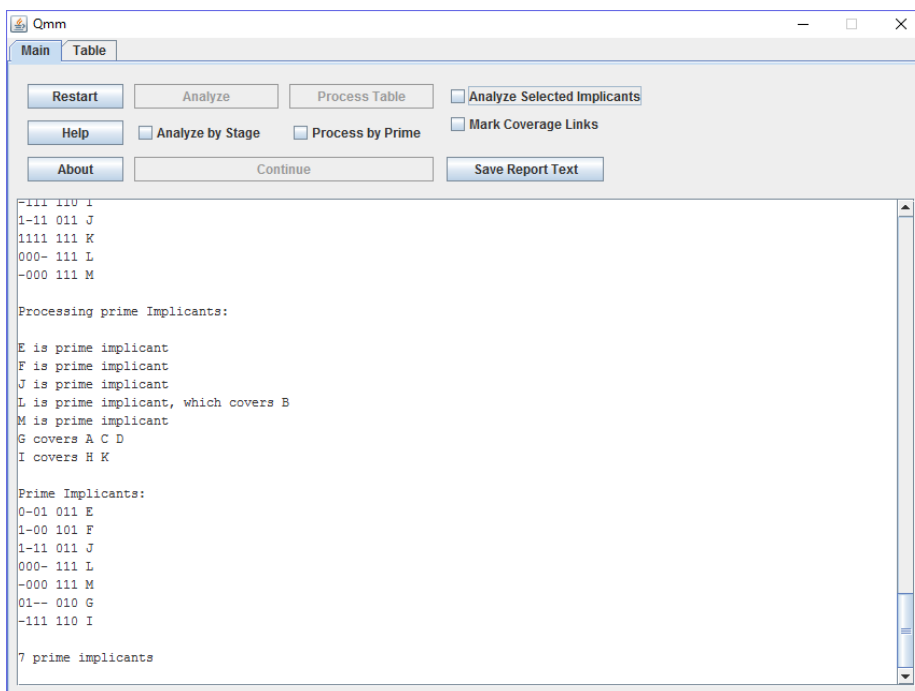 Qmm
Main Table
Restart Analyze Process Table Analyze Selected Implicants
Help Analyze by Stage Process by Prime Mark Coverage Links
About Continue Save Report Text
-111 110 I
1-11 011 J
1111 111 K
000- 111 L
-000 111 M
Processing prime Implicants:
E is prime implicant
F is prime implicant
J is prime implicant
L is prime implicant, which covers B
M is prime implicant
G covers A C D
I covers H K
Prime Implicants:
0-01 011 E
1-00 101 F
1-11 011 J
000- 111 L
-000 111 M
01-- 010 G
-111 110 I
7 prime implicants